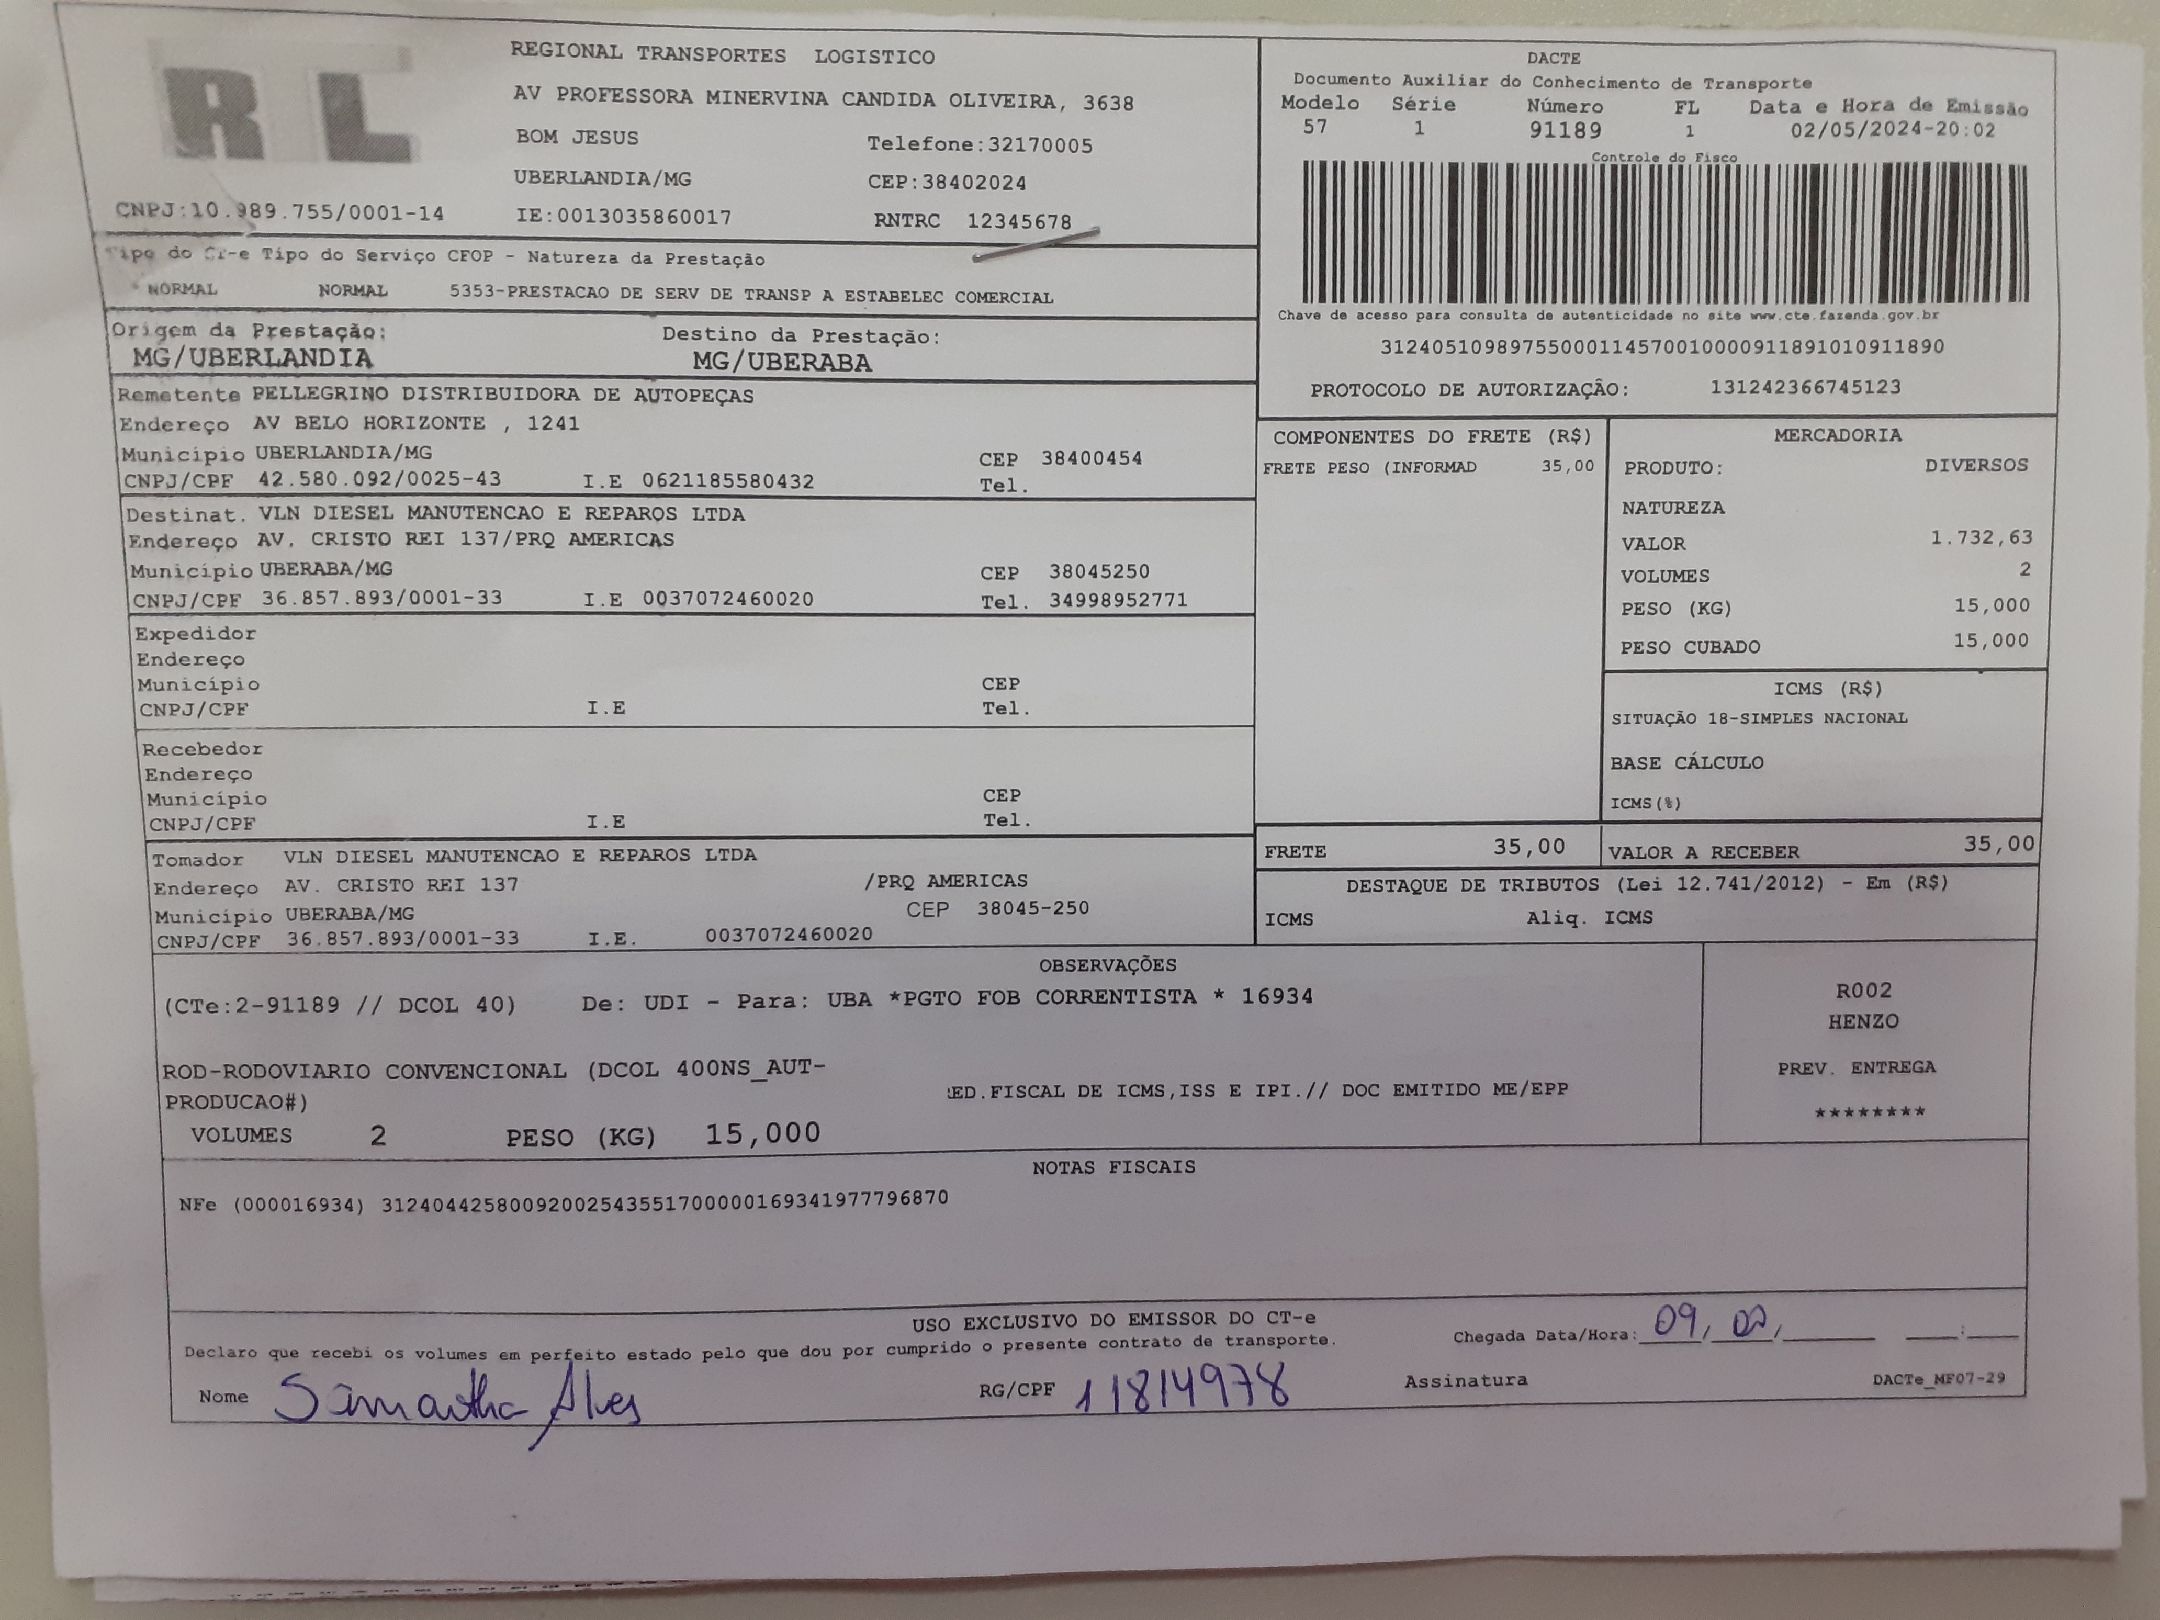 RTL
REGIONAL TRANSPORTES LOGISTICO
AV PROFESSORA MINERVINA CANDIDA OLIVEIRA, 3638
BOM JESUS Telefone:32170005
UBERLANDIA/MG CEP:38402024
CNPJ:10.989.755/0001-14 IE:0013035860017 RNTRC 12345678
DACTE
Documento Auxiliar do Conhecimento de Transporte
Modelo Série Número FL Data e Hora de Emissão
57 1 91189 1 02/05/2024-20:02
Controle do Fisco
Chave de acesso para consulta de autenticidade no site www.cte.fazenda.gov.br
31240510989755000114570010000911891010911890
PROTOCOLO DE AUTORIZAÇÃO: 131242366745123
Tipo do CT-e Tipo do Serviço CFOP - Natureza da Prestação
NORMAL NORMAL 5353-PRESTACAO DE SERV DE TRANSP A ESTABELEC COMERCIAL
Origem da Prestação: Destino da Prestação:
MG/UBERLANDIA MG/UBERABA
Remetente PELLEGRINO DISTRIBUIDORA DE AUTOPEÇAS
Endereço AV BELO HORIZONTE , 1241
Município UBERLANDIA/MG CEP 38400454
CNPJ/CPF 42.580.092/0025-43 I.E 0621185580432 Tel.
Destinat. VLN DIESEL MANUTENCAO E REPAROS LTDA
Endereço AV. CRISTO REI 137/PRQ AMERICAS
Município UBERABA/MG CEP 38045250
CNPJ/CPF 36.857.893/0001-33 I.E 0037072460020 Tel. 34998952771
Expedidor
Endereço
Município CEP
CNPJ/CPF I.E Tel.
Recebedor
Endereço
Município CEP
CNPJ/CPF I.E Tel.
Tomador VLN DIESEL MANUTENCAO E REPAROS LTDA
Endereço AV. CRISTO REI 137 /PRQ AMERICAS
Município UBERABA/MG CEP 38045-250
CNPJ/CPF 36.857.893/0001-33 I.E. 0037072460020
COMPONENTES DO FRETE (R$)
FRETE PESO (INFORMAD 35,00
MERCADORIA
PRODUTO: DIVERSOS
NATUREZA
VALOR 1.732,63
VOLUMES 2
PESO (KG) 15,000
PESO CUBADO 15,000
ICMS (R$)
SITUAÇÃO 18-SIMPLES NACIONAL
BASE CÁLCULO
ICMS(%)
FRETE 35,00 VALOR A RECEBER 35,00
DESTAQUE DE TRIBUTOS (Lei 12.741/2012) - Em (R$)
ICMS Aliq. ICMS
OBSERVAÇÕES
(CTe:2-91189 // DCOL 40) De: UDI - Para: UBA *PGTO FOB CORRENTISTA * 16934
ROD-RODOVIARIO CONVENCIONAL (DCOL 400NS_AUT-
PRODUCAO#) ED.FISCAL DE ICMS,ISS E IPI.// DOC EMITIDO ME/EPP
VOLUMES 2 PESO (KG) 15,000
R002
HENZO
PREV. ENTREGA
********
NOTAS FISCAIS
NFe (000016934) 31240442580092002543551700000169341977796870
USO EXCLUSIVO DO EMISSOR DO CT-e
Declaro que recebi os volumes em perfeito estado pelo que dou por cumprido o presente contrato de transporte.
Chegada Data/Hora: 09,
Nome Samantha Alves RG/CPF 11814978 Assinatura DACTe_MF07-29